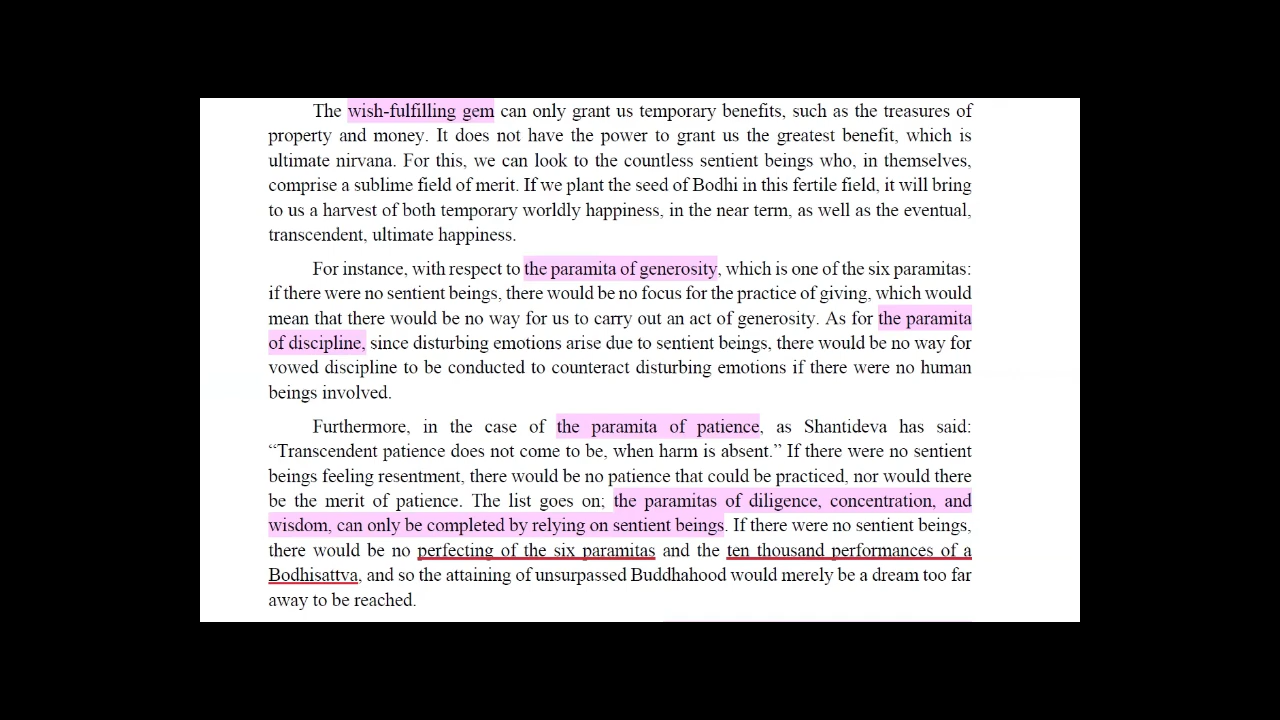 The wish-fulfilling gem can only grant us temporary benefits, such as the treasures of
property and money. It does not have the power to grant us the greatest benefit, which is
ultimate nirvana. For this, we can look to the countless sentient beings who, in themselves,
comprise a sublime field of merit. If we plant the seed of Bodhi in this fertile field, it will bring
to us a harvest of both temporary worldly happiness, in the near term, as well as the eventual,
transcendent, ultimate happiness.
For instance, with respect to the paramita of generosity, which is one of the six paramitas:
if there were no sentient beings, there would be no focus for the practice of giving, which would
mean that there would be no way for us to carry out an act of generosity. As for the paramita
of discipline, since disturbing emotions arise due to sentient beings, there would be no way for
vowed discipline to be conducted to counteract disturbing emotions if there were no human
beings involved.
Furthermore, in the case of the paramita of patience, as Shantideva has said:
“Transcendent patience does not come to be, when harm is absent.” If there were no sentient
beings feeling resentment, there would be no patience that could be practiced, nor would there
be the merit of patience. The list goes on; the paramitas of diligence, concentration, and
wisdom, can only be completed by relying on sentient beings. If there were no sentient beings,
there would be no perfecting of the six paramitas and the ten thousand performances of a
Bodhisattva, and so the attaining of unsurpassed Buddhahood would merely be a dream too far
away to be reached.